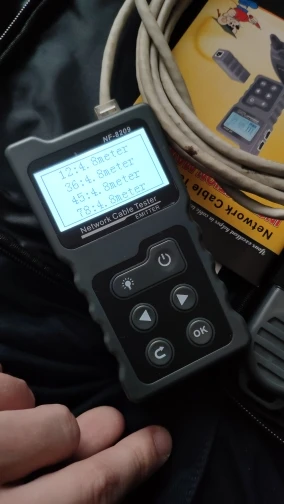 NF-8209
12:4.8meter
36:4.8meter
45:4.8meter
78:4.8meter
Network Cable Tester
EMITTER
OK
Network Cable